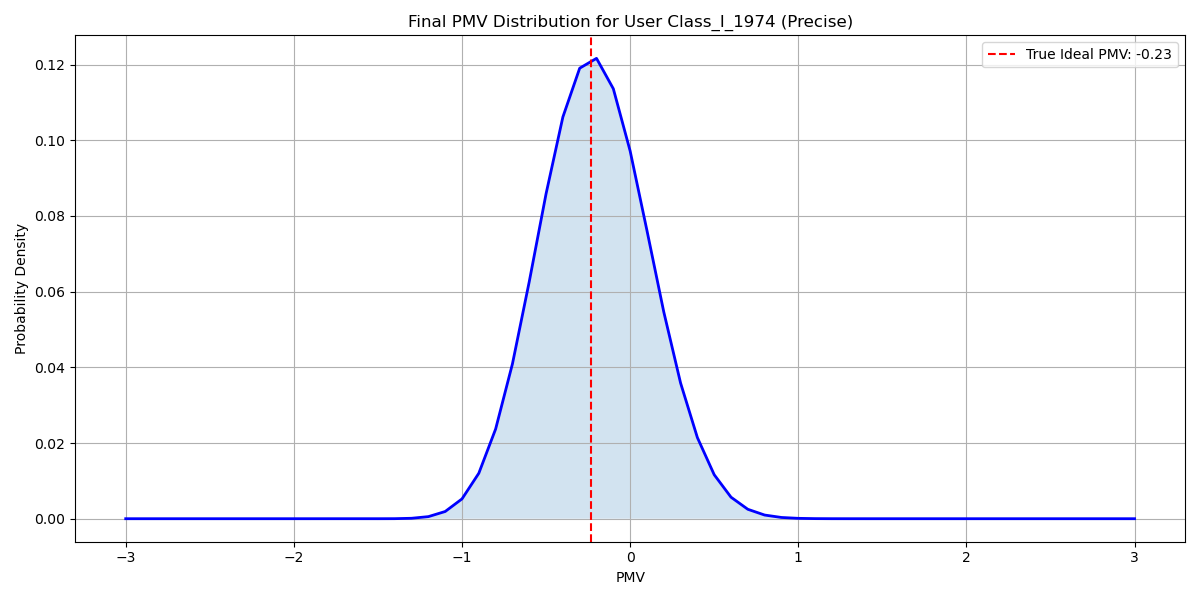 Final PMV Distribution for User Class_I_1974 (Precise)
True Ideal PMV: -0.23
Probability Density
0.12
0.10
0.08
0.06
0.04
0.02
0.00
−3 −2 −1 0 1 2 3
PMV